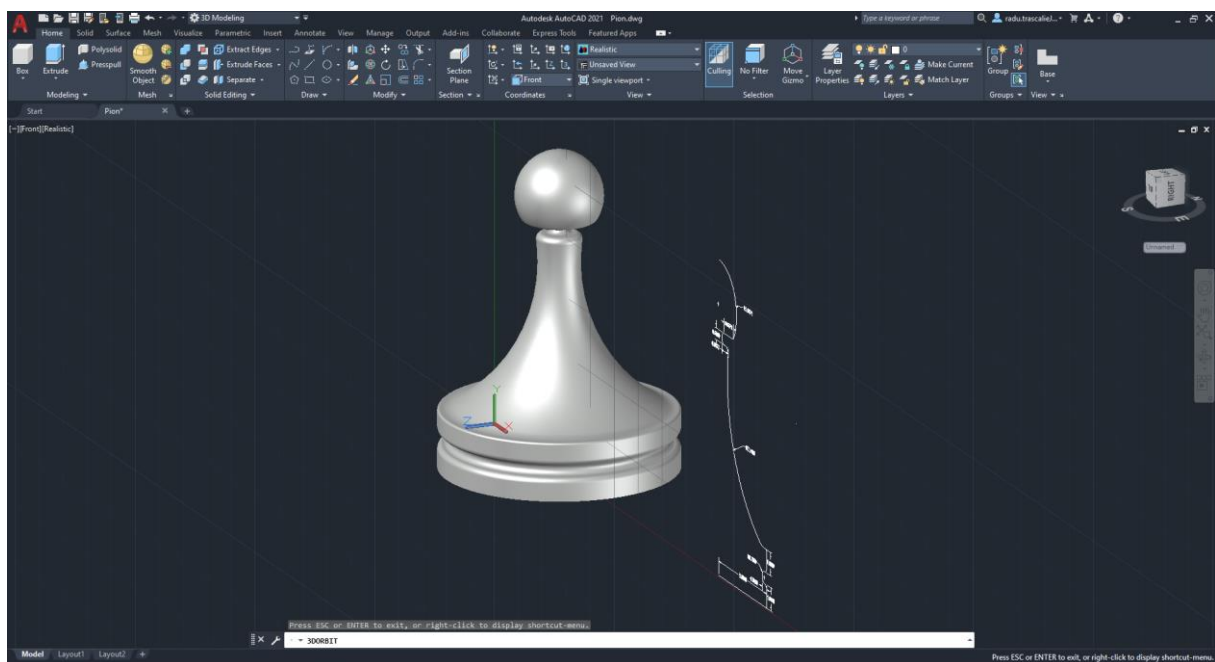 3D Modeling
Autodesk AutoCAD 2021 Pion.dwg
Type a keyword or phrase
radu.trascaliel...
Home Solid Surface Mesh Visualize Parametric Insert Annotate View Manage Output Add-ins Collaborate Express Tools Featured Apps
Box
Extrude
Polysolid
Presspull
Smooth Object
Extract Edges
Extrude Faces
Separate
Section Plane
Front
Realistic
Unsaved View
Single viewport
Culling
No Filter
Move Gizmo
Layer Properties
0
Make Current
Match Layer
Group
Base
Modeling Mesh Solid Editing Draw Modify Section Coordinates View Selection Layers Groups View
Start Pion*
[-][Front][Realistic]
RIGHT
S
E
Unnamed
Y
Z
X
Press ESC or ENTER to exit, or right-click to display shortcut-menu.
3DORBIT
Model Layout1 Layout2 +
Press ESC or ENTER to exit, or right-click to display shortcut-menu.